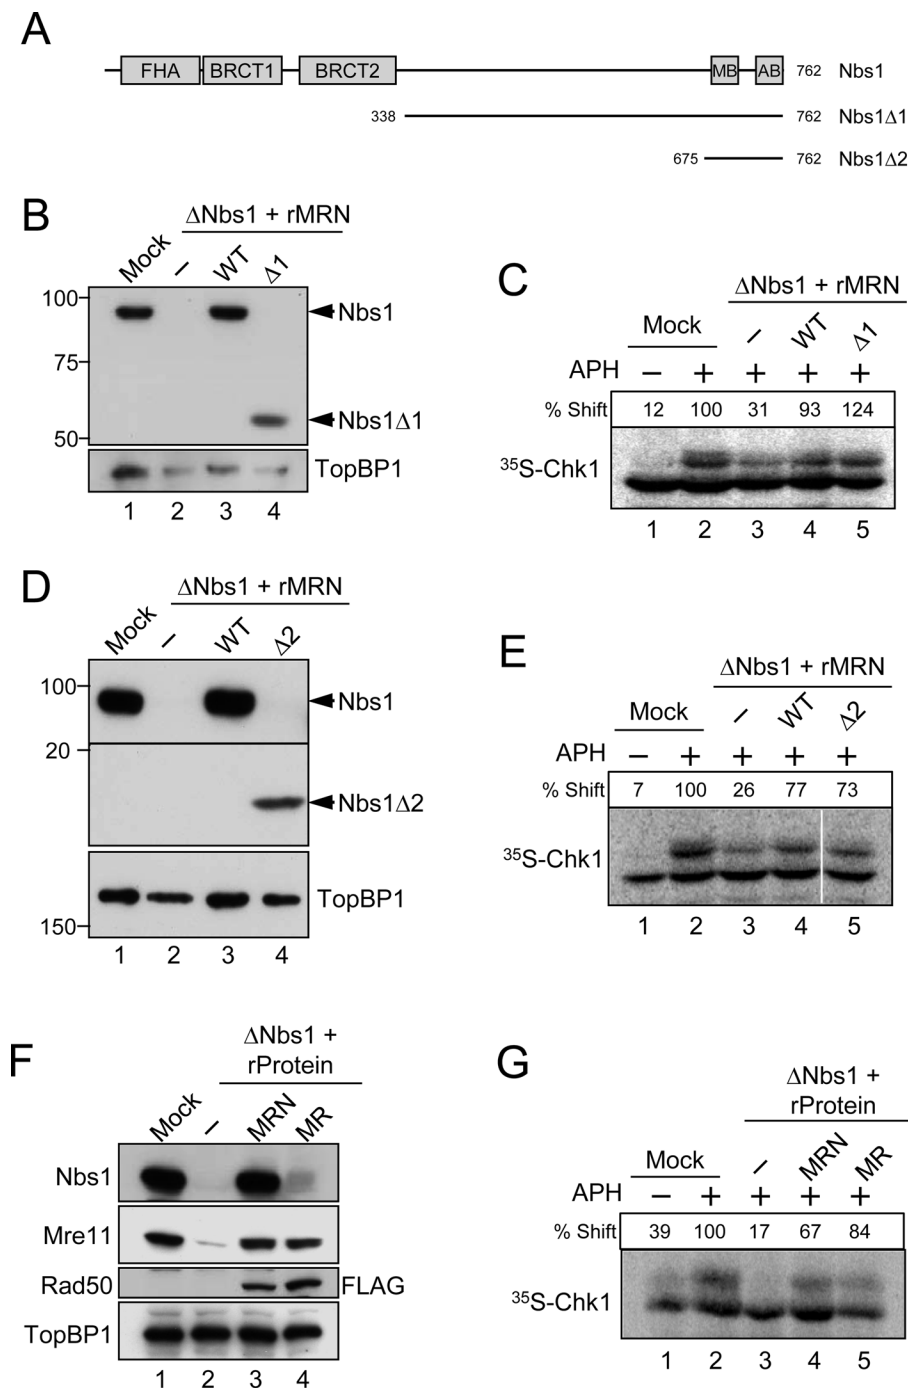 A
FHA BRCT1 BRCT2 MB AB 762 Nbs1
338 762 Nbs1Δ1
675 762 Nbs1Δ2
B
ΔNbs1 + rMRN
Mock – WT Δ1
100
Nbs1
75
Nbs1Δ1
50
TopBP1
1 2 3 4
C
ΔNbs1 + rMRN
Mock – WT Δ1
APH – + + + +
% Shift 12 100 31 93 124
³⁵S-Chk1
1 2 3 4 5
D
ΔNbs1 + rMRN
Mock – WT Δ2
100
Nbs1
20
Nbs1Δ2
TopBP1
150
1 2 3 4
E
ΔNbs1 + rMRN
Mock – WT Δ2
APH – + + + +
% Shift 7 100 26 77 73
³⁵S-Chk1
1 2 3 4 5
F
ΔNbs1 +
rProtein
Mock – MRN MR
Nbs1
Mre11
Rad50 FLAG
TopBP1
1 2 3 4
G
ΔNbs1 +
rProtein
Mock – MRN MR
APH – + + + +
% Shift 39 100 17 67 84
³⁵S-Chk1
1 2 3 4 5